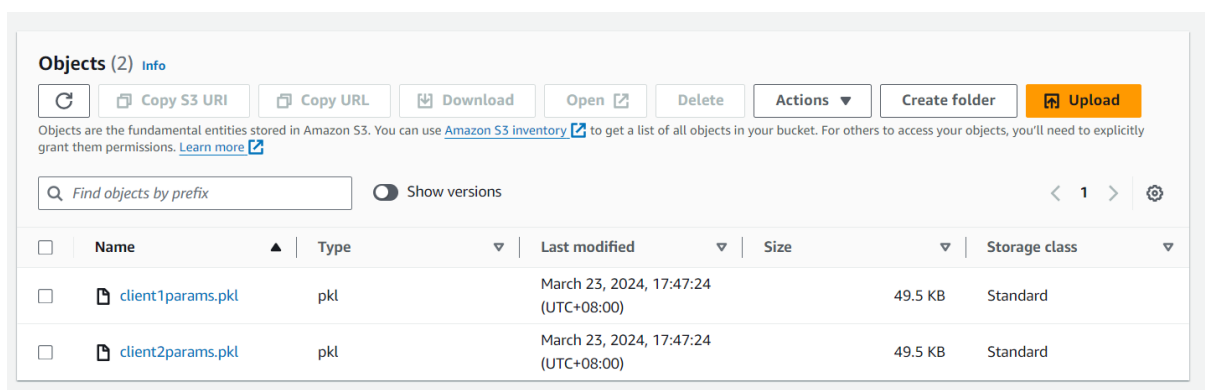 Objects (2) Info
Copy S3 URI Copy URL Download Open Delete Actions Create folder Upload
Objects are the fundamental entities stored in Amazon S3. You can use Amazon S3 inventory to get a list of all objects in your bucket. For others to access your objects, you'll need to explicitly
grant them permissions. Learn more
Find objects by prefix Show versions 1
Name Type Last modified Size Storage class
client1params.pkl pkl March 23, 2024, 17:47:24 (UTC+08:00) 49.5 KB Standard
client2params.pkl pkl March 23, 2024, 17:47:24 (UTC+08:00) 49.5 KB Standard